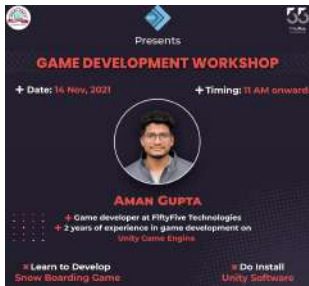 Presents
GAME DEVELOPMENT WORKSHOP
+ Date: 14 Nov, 2021
+ Timing: 11 AM onward
AMAN GUPTA
+ Game developer at FiftyFive Technologies
+ 2 years of experience in game development on
Unity Game Engine
Learn to Develop
Snow Boarding Game
Do Install
Unity Software